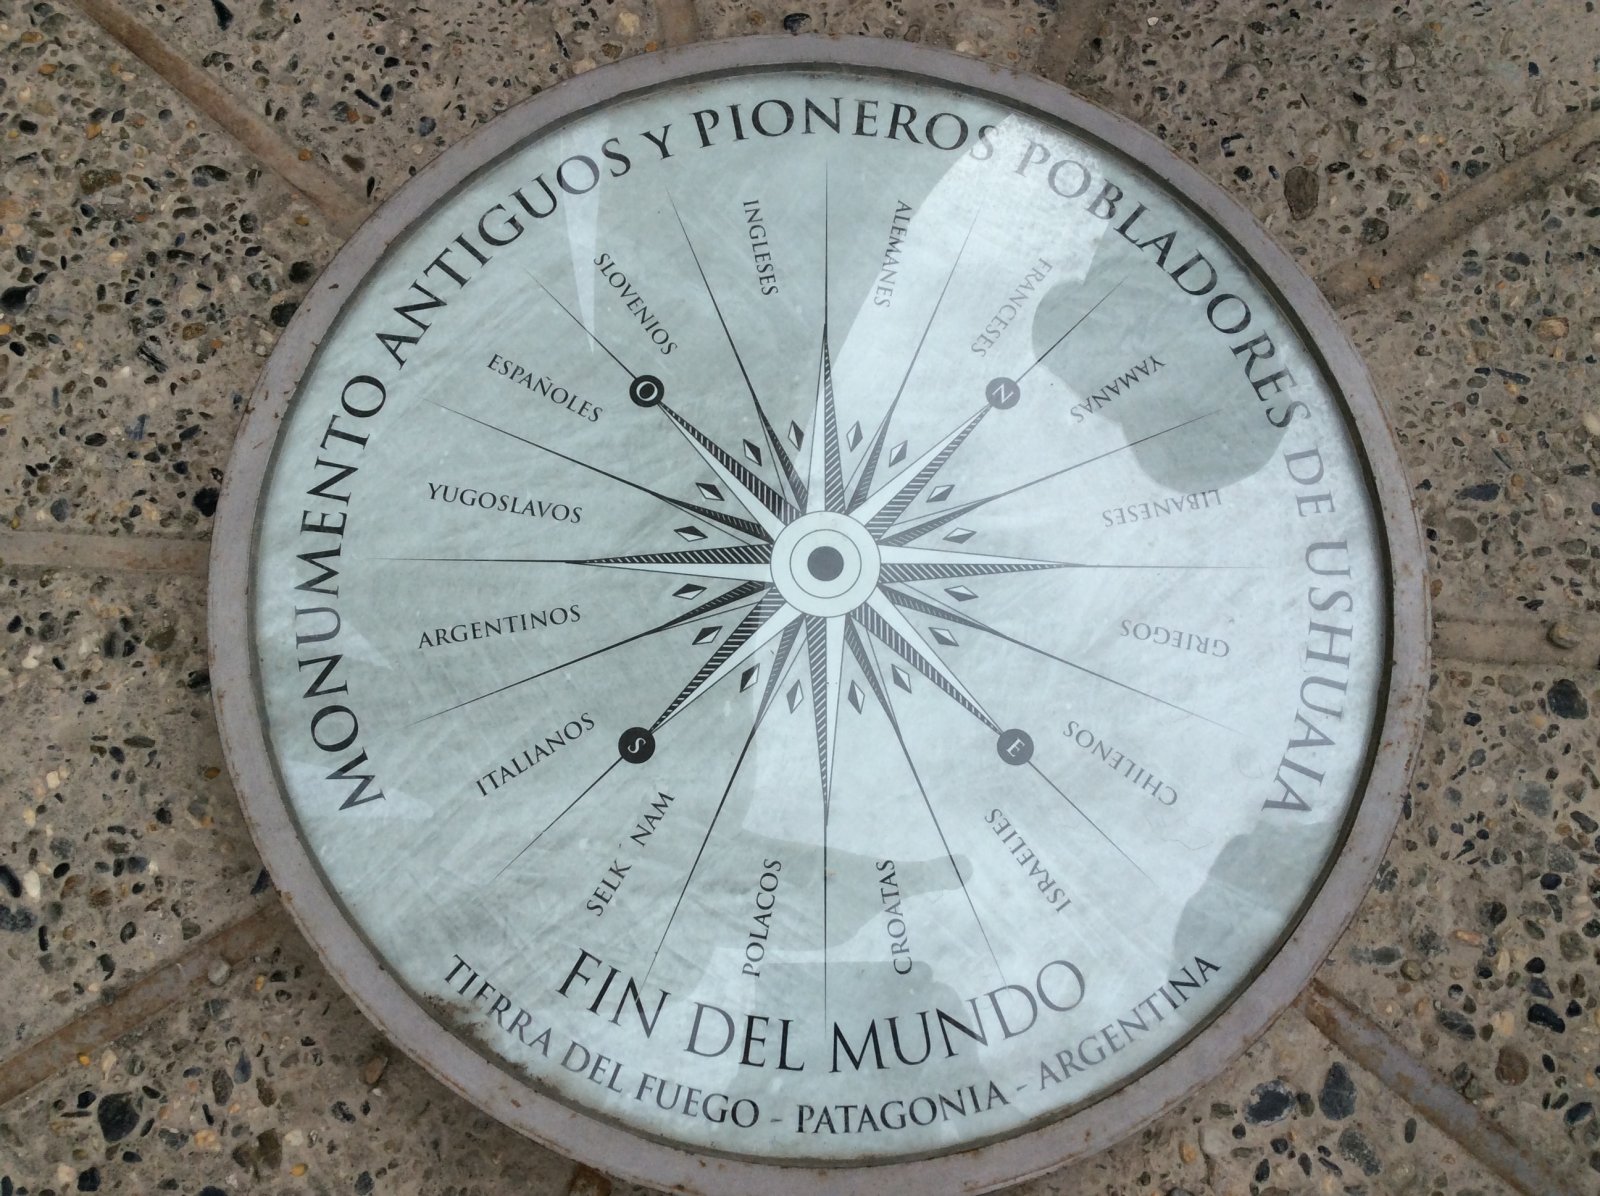 MONUMENTO ANTIGUOS Y PIONEROS POBLADORES DE USHUAIA
INGLESES
ALEMANES
FRANCESES
YAMANAS
LIBANESES
GRIEGOS
CHILENOS
ISRAELIES
CROATAS
POLACOS
SELK´NAM
ITALIANOS
ARGENTINOS
YUGOSLAVOS
ESPAÑOLES
SLOVENIOS
O
N
S
E
FIN DEL MUNDO
TIERRA DEL FUEGO - PATAGONIA - ARGENTINA